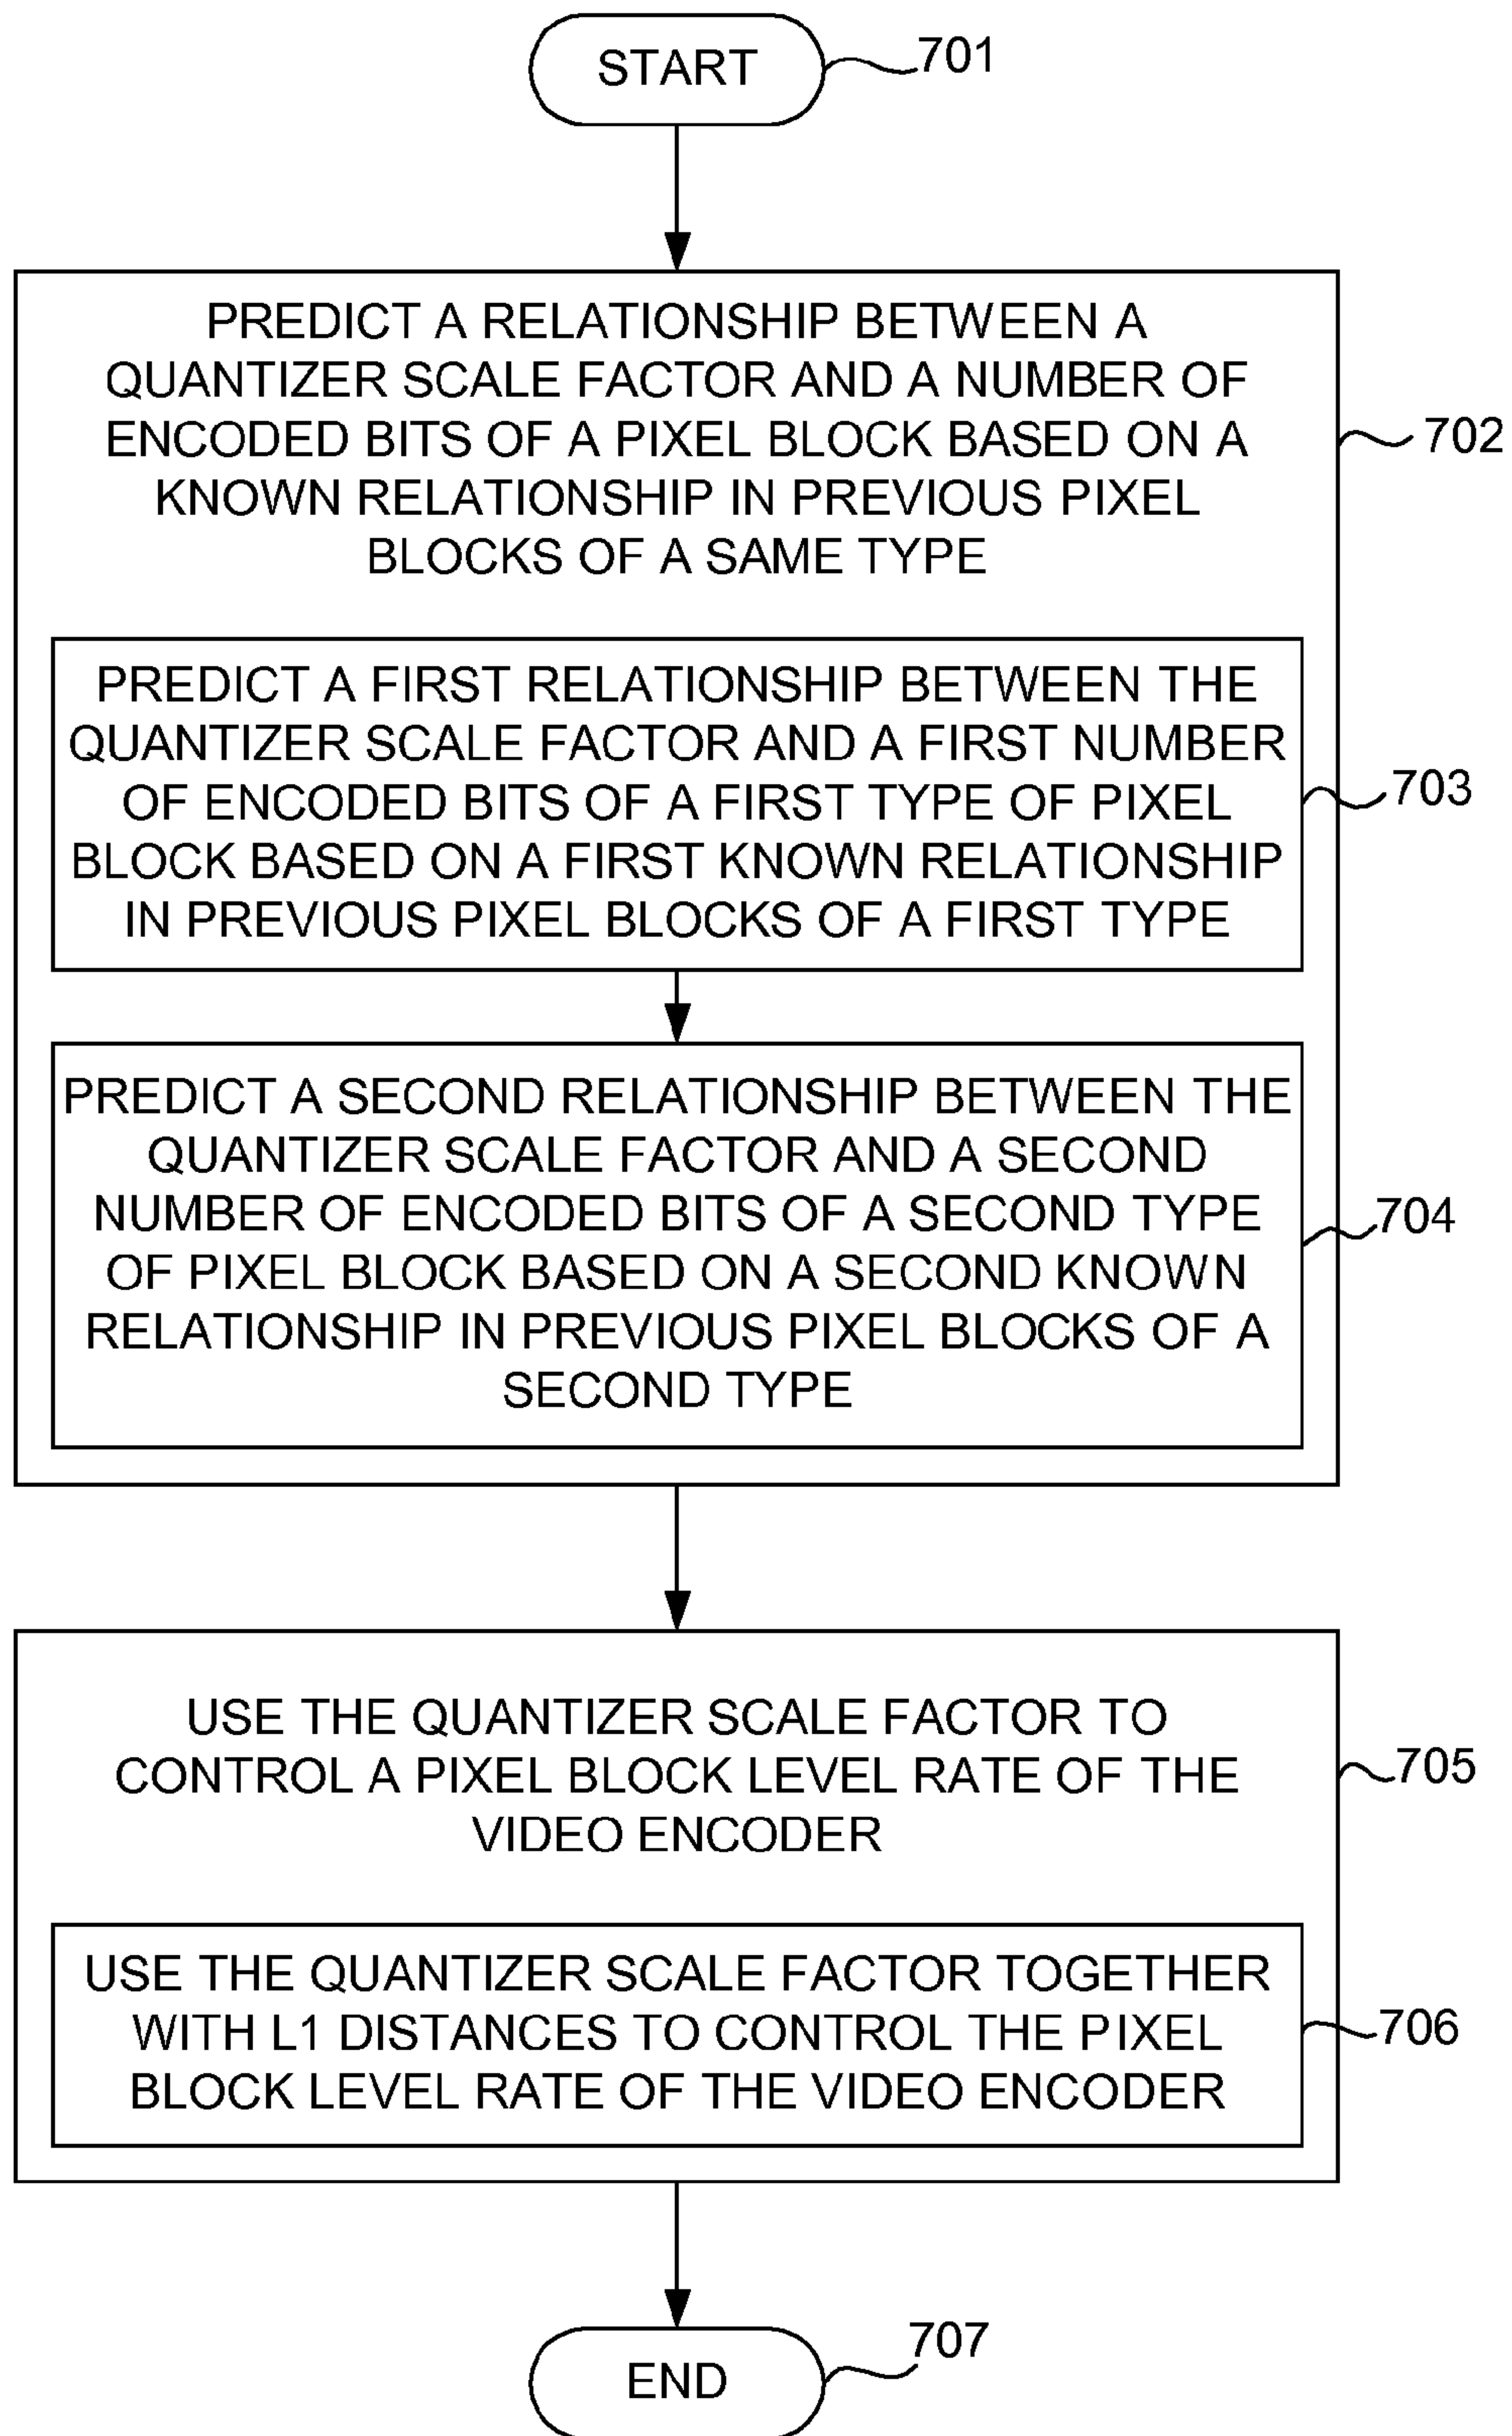 START
701
PREDICT A RELATIONSHIP BETWEEN A
QUANTIZER SCALE FACTOR AND A NUMBER OF
ENCODED BITS OF A PIXEL BLOCK BASED ON A
KNOWN RELATIONSHIP IN PREVIOUS PIXEL
BLOCKS OF A SAME TYPE
702
PREDICT A FIRST RELATIONSHIP BETWEEN THE
QUANTIZER SCALE FACTOR AND A FIRST NUMBER
OF ENCODED BITS OF A FIRST TYPE OF PIXEL
BLOCK BASED ON A FIRST KNOWN RELATIONSHIP
IN PREVIOUS PIXEL BLOCKS OF A FIRST TYPE
703
PREDICT A SECOND RELATIONSHIP BETWEEN THE
QUANTIZER SCALE FACTOR AND A SECOND
NUMBER OF ENCODED BITS OF A SECOND TYPE
OF PIXEL BLOCK BASED ON A SECOND KNOWN
RELATIONSHIP IN PREVIOUS PIXEL BLOCKS OF A
SECOND TYPE
704
USE THE QUANTIZER SCALE FACTOR TO
CONTROL A PIXEL BLOCK LEVEL RATE OF THE
VIDEO ENCODER
705
USE THE QUANTIZER SCALE FACTOR TOGETHER
WITH L1 DISTANCES TO CONTROL THE PIXEL
BLOCK LEVEL RATE OF THE VIDEO ENCODER
706
END
707